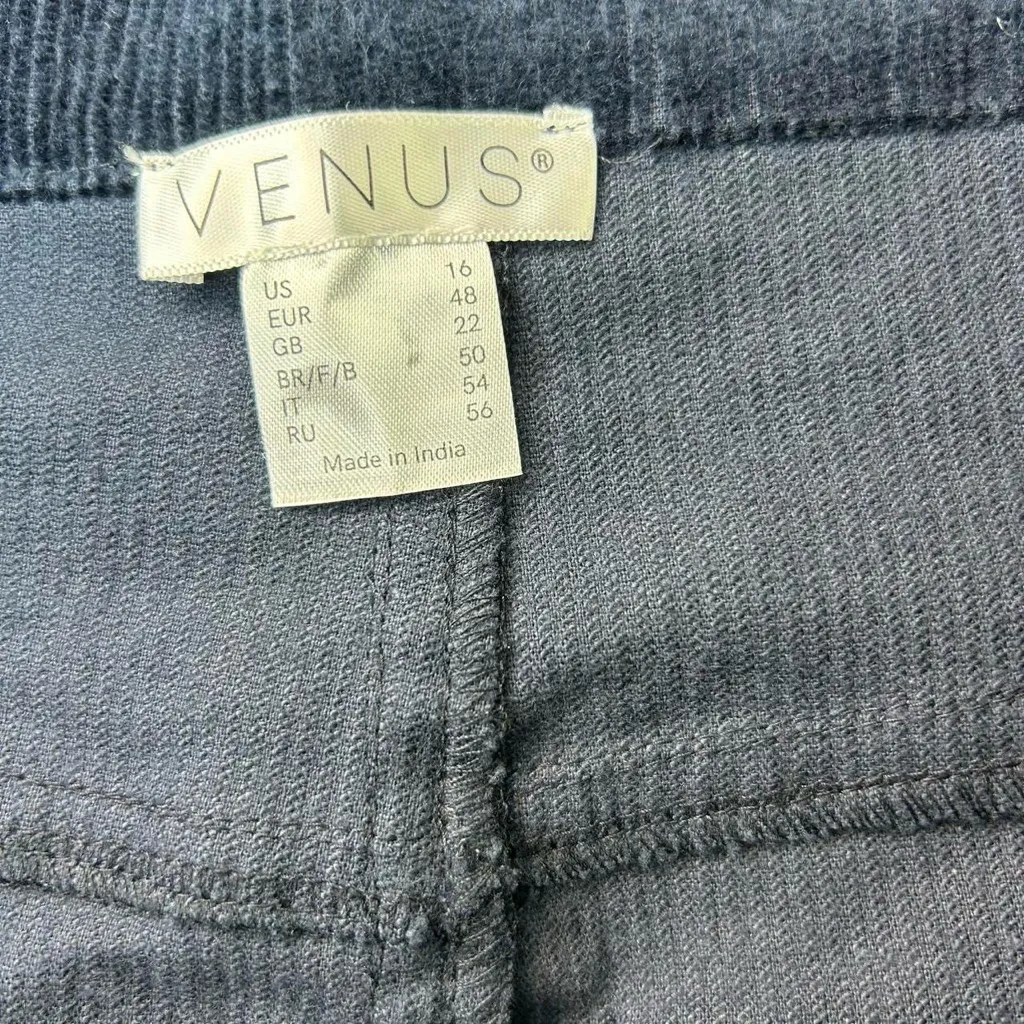 VENUS®
US 16
EUR 48
GB 22
BR/F/B 50
IT 54
RU 56
Made in India